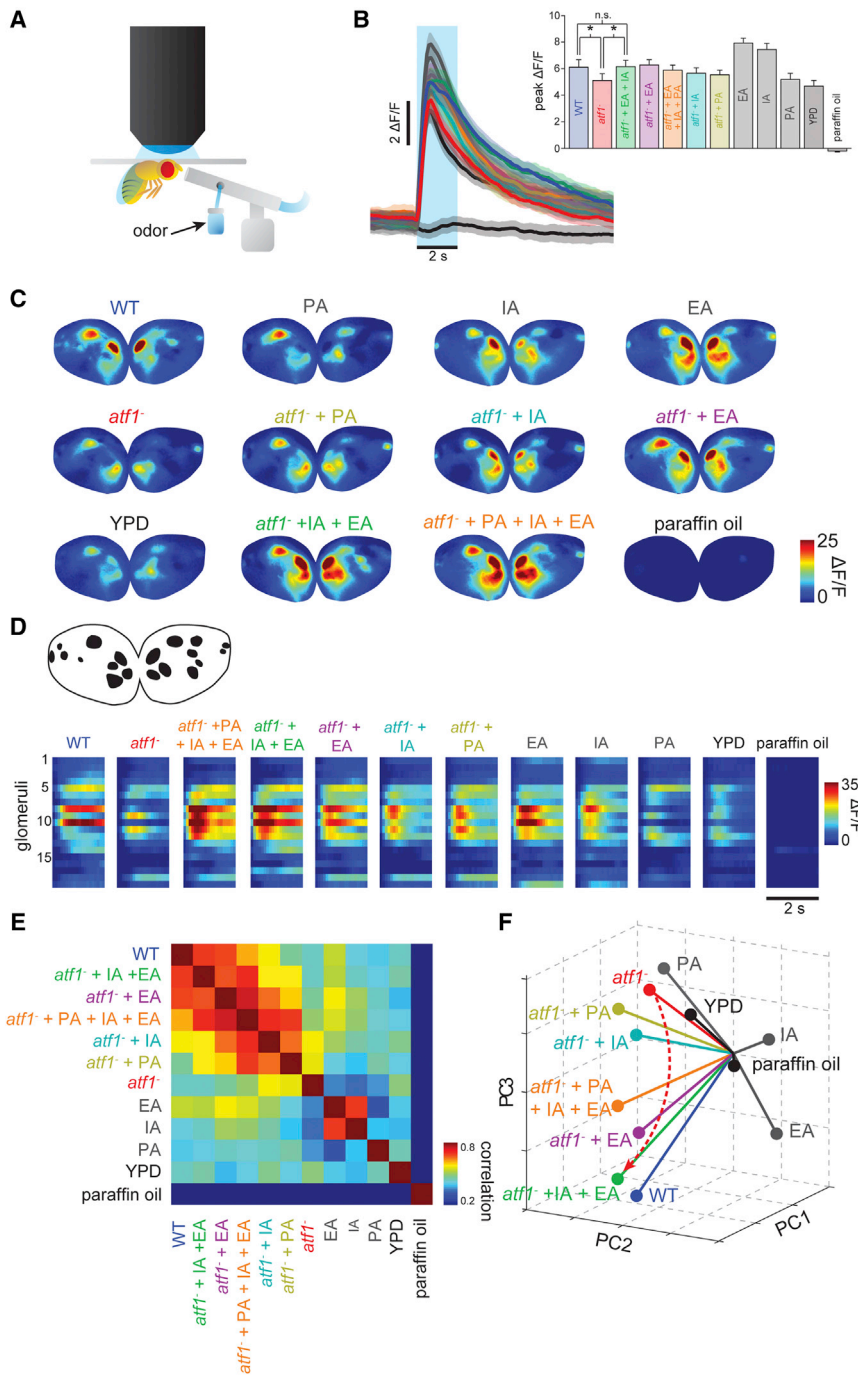 A
odor
B
2 ΔF/F
2 s
peak ΔF/F
10
8
6
4
2
0
n.s.
* *
WT
atf1-
atf1- + EA + IA
atf1- + EA
atf1- + EA
+ IA + PA
atf1- + IA
atf1- + PA
EA
IA
PA
YPD
paraffin oil
C
WT PA IA EA
atf1- atf1- + PA atf1- + IA atf1- + EA
YPD atf1- +IA + EA atf1- + PA + IA + EA paraffin oil
25
0
ΔF/F
D
WT
atf1-
atf1- +PA
+ IA + EA
atf1- +
IA + EA
atf1- +
EA
atf1- +
IA
atf1- +
PA
EA
IA
PA
YPD
paraffin oil
glomeruli
1
5
10
15
35
0
ΔF/F
2 s
E
WT
atf1- + IA +EA
atf1- + EA
atf1- + PA + IA + EA
atf1- + IA
atf1- + PA
atf1-
EA
IA
PA
YPD
paraffin oil
0.8
0.2
correlation
WT
atf1- + IA +EA
atf1- + EA
atf1- + PA + IA + EA
atf1- + IA
atf1- + PA
atf1-
EA
IA
PA
YPD
paraffin oil
F
PA
atf1-
YPD
atf1- + PA
IA
atf1- + IA
paraffin oil
atf1- + PA
+ IA + EA
atf1- + EA
EA
atf1- +IA + EA
WT
PC3
PC2
PC1